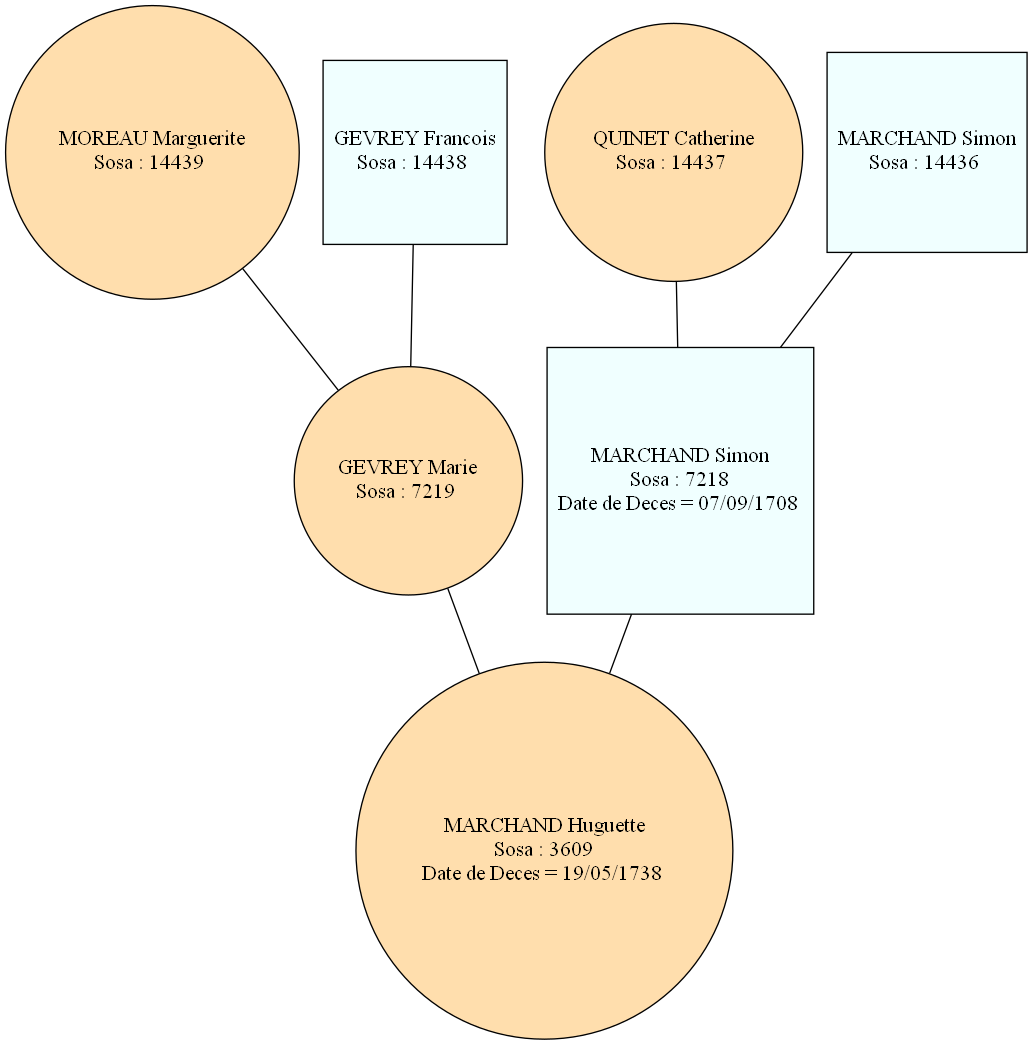 MOREAU Marguerite
Sosa : 14439
GEVREY Francois
Sosa : 14438
QUINET Catherine
Sosa : 14437
MARCHAND Simon
Sosa : 14436
GEVREY Marie
Sosa : 7219
MARCHAND Simon
Sosa : 7218
Date de Deces = 07/09/1708
MARCHAND Huguette
Sosa : 3609
Date de Deces = 19/05/1738